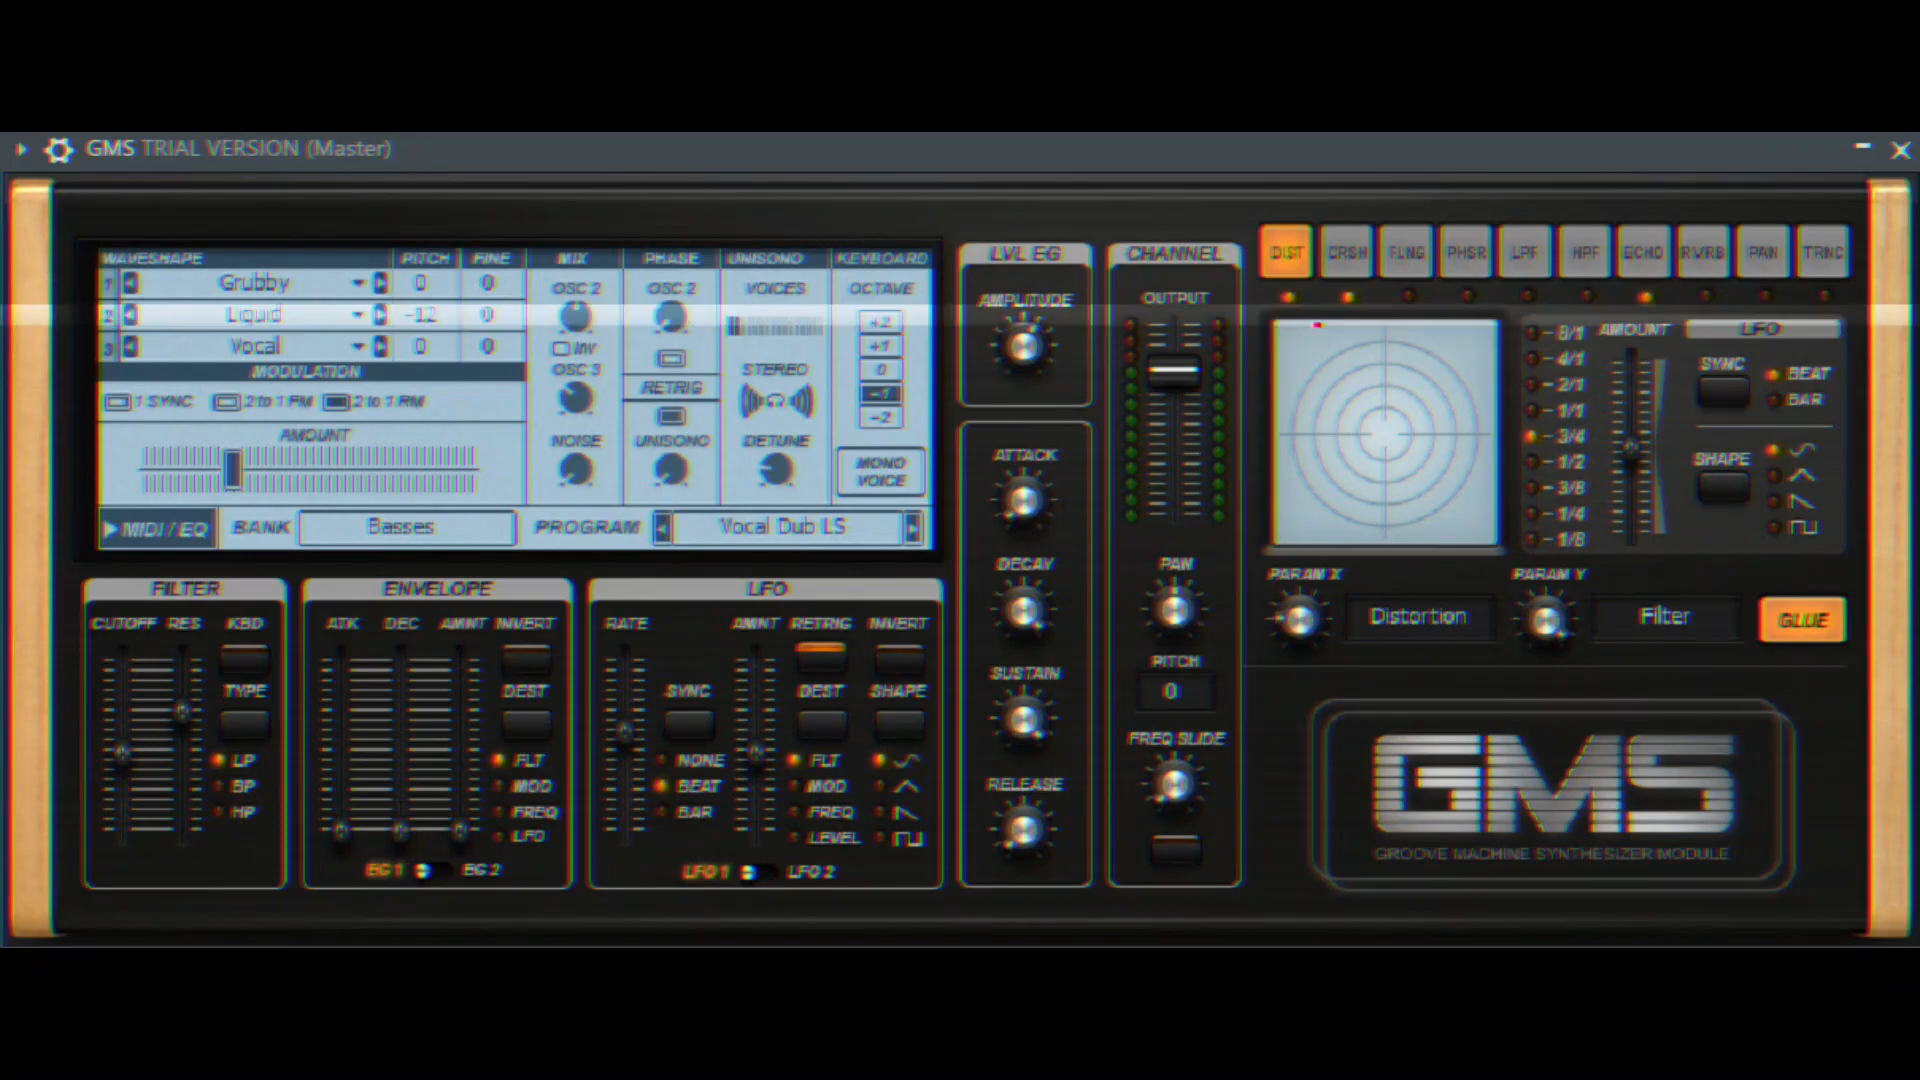 GMS TRIAL VERSION (Master)
WAVESHAPE PITCH FINE MIX PHASE UNISONO KEYBOARD
1 Grubby 0 0
2 Liquid -12 0
3 Vocal 0 0
MODULATION
1 SYNC 2 to 1 FM 2 to 1 RM
AMOUNT
OSC 2
INV
OSC 3
NOISE
OSC 2
RETRIG
UNISONO
VOICES
STEREO
DETUNE
OCTAVE
+2
+1
0
-1
-2
MONO
VOICE
MIDI / EQ BANK Basses PROGRAM Vocal Dub LS
FILTER
CUTOFF RES KBD
TYPE
LP
BP
HP
ENVELOPE
ATK DEC AMNT INVERT
DEST
FLT
MOD
FREQ
LFO
EG 1 EG 2
LFO
RATE AMNT RETRIG INVERT
SYNC DEST SHAPE
NONE FLT
BEAT MOD
BAR FREQ
LEVEL
LFO 1 LFO 2
LVL EG
AMPLITUDE
ATTACK
DECAY
SUSTAIN
RELEASE
CHANNEL
OUTPUT
PAN
PITCH
0
FREQ SLIDE
DIST CRSH FLNG PHSR LPF HPF ECHO RVRB PAN TRNC
8/1
4/1
2/1
1/1
3/4
1/2
3/8
1/4
1/8
AMOUNT
LFO
SYNC
BEAT
BAR
SHAPE
PARAM X Distortion
PARAM Y Filter
GLUE
GMS
GROOVE MACHINE SYNTHESIZER MODULE